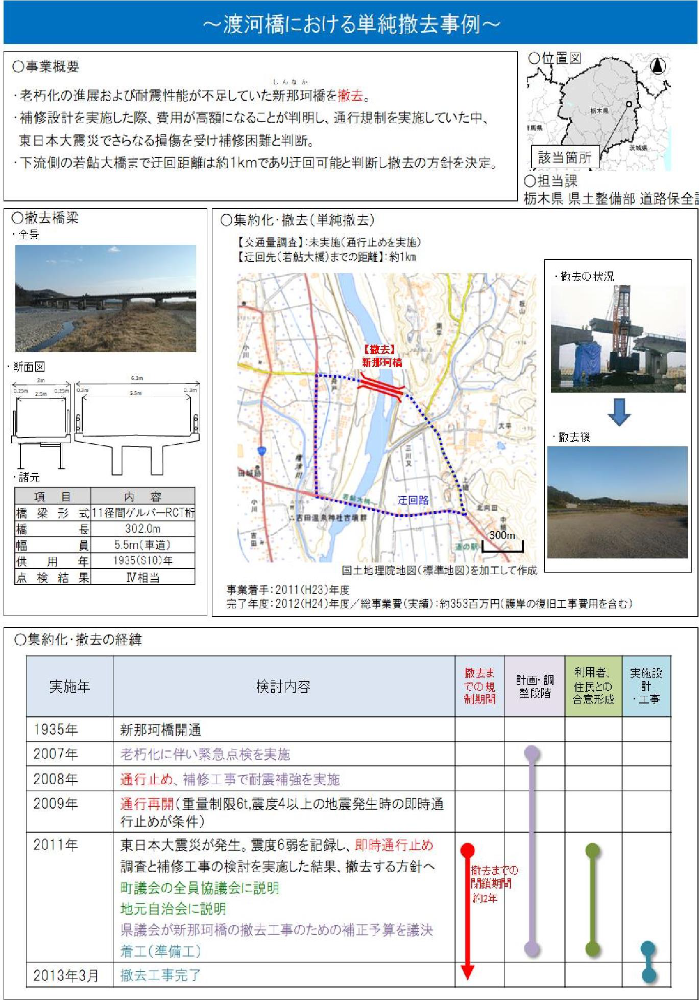 ～渡河橋における単純撤去事例～
○事業概要
しんなか
・老朽化の進展および耐震性能が不足していた新那珂橋を撤去。
・補修設計を実施した際、費用が高額になることが判明し、通行規制を実施していた中、
東日本大震災でさらなる損傷を受け補修困難と判断。
・下流側の若鮎大橋まで迂回距離は約1kmであり迂回可能と判断し撤去の方針を決定。
○位置図
栃木県
群馬県
茨城県
該当箇所
○担当課
栃木県 県土整備部 道路保全
○撤去橋梁
・全景
・断面図
3m
0.25m
2.5m
0.25m
6.1m
0.3m
5.5m
0.3m
・諸元
項 目 内 容
橋梁形式 11径間ゲルバーRCT桁
橋長 302.0m
幅員 5.5m(車道)
供用年 1935(S10)年
点検結果 Ⅳ相当
○集約化・撤去(単純撤去)
【交通量調査】:未実施(通行止めを実施)
【迂回先(若鮎大橋)までの距離】:約1km
【撤去】
新那珂橋
小川
舟戸
権津川
三川又
大平
上
田城跡
小川
若鮎大橋
迂回路
北向田
∴吉田温泉神社古墳群
吉田
道の駅
300m
国土地理院地図(標準地図)を加工して作成
・撤去の状況
・撤去後
事業着手:2011(H23)年度
完了年度:2012(H24)年度／総事業費(実績):約353百万円(護岸の復旧工事費用を含む)
○集約化・撤去の経緯
実施年
検討内容
撤去ま
での規
制期間
計画・調
整段階
利用者、
住民との
合意形成
実施設
計
・工事
1935年 新那珂橋開通
2007年 老朽化に伴い緊急点検を実施
2008年 通行止め、補修工事で耐震補強を実施
2009年 通行再開(重量制限6t,震度4以上の地震発生時の即時通
行止めが条件)
2011年 東日本大震災が発生。震度6弱を記録し、即時通行止め
調査と補修工事の検討を実施した結果、撤去する方針へ
町議会の全員協議会に説明
地元自治会に説明
県議会が新那珂橋の撤去工事のための補正予算を議決
着工(準備工)
撤去までの
閉鎖期間
約2年
2013年3月 撤去工事完了